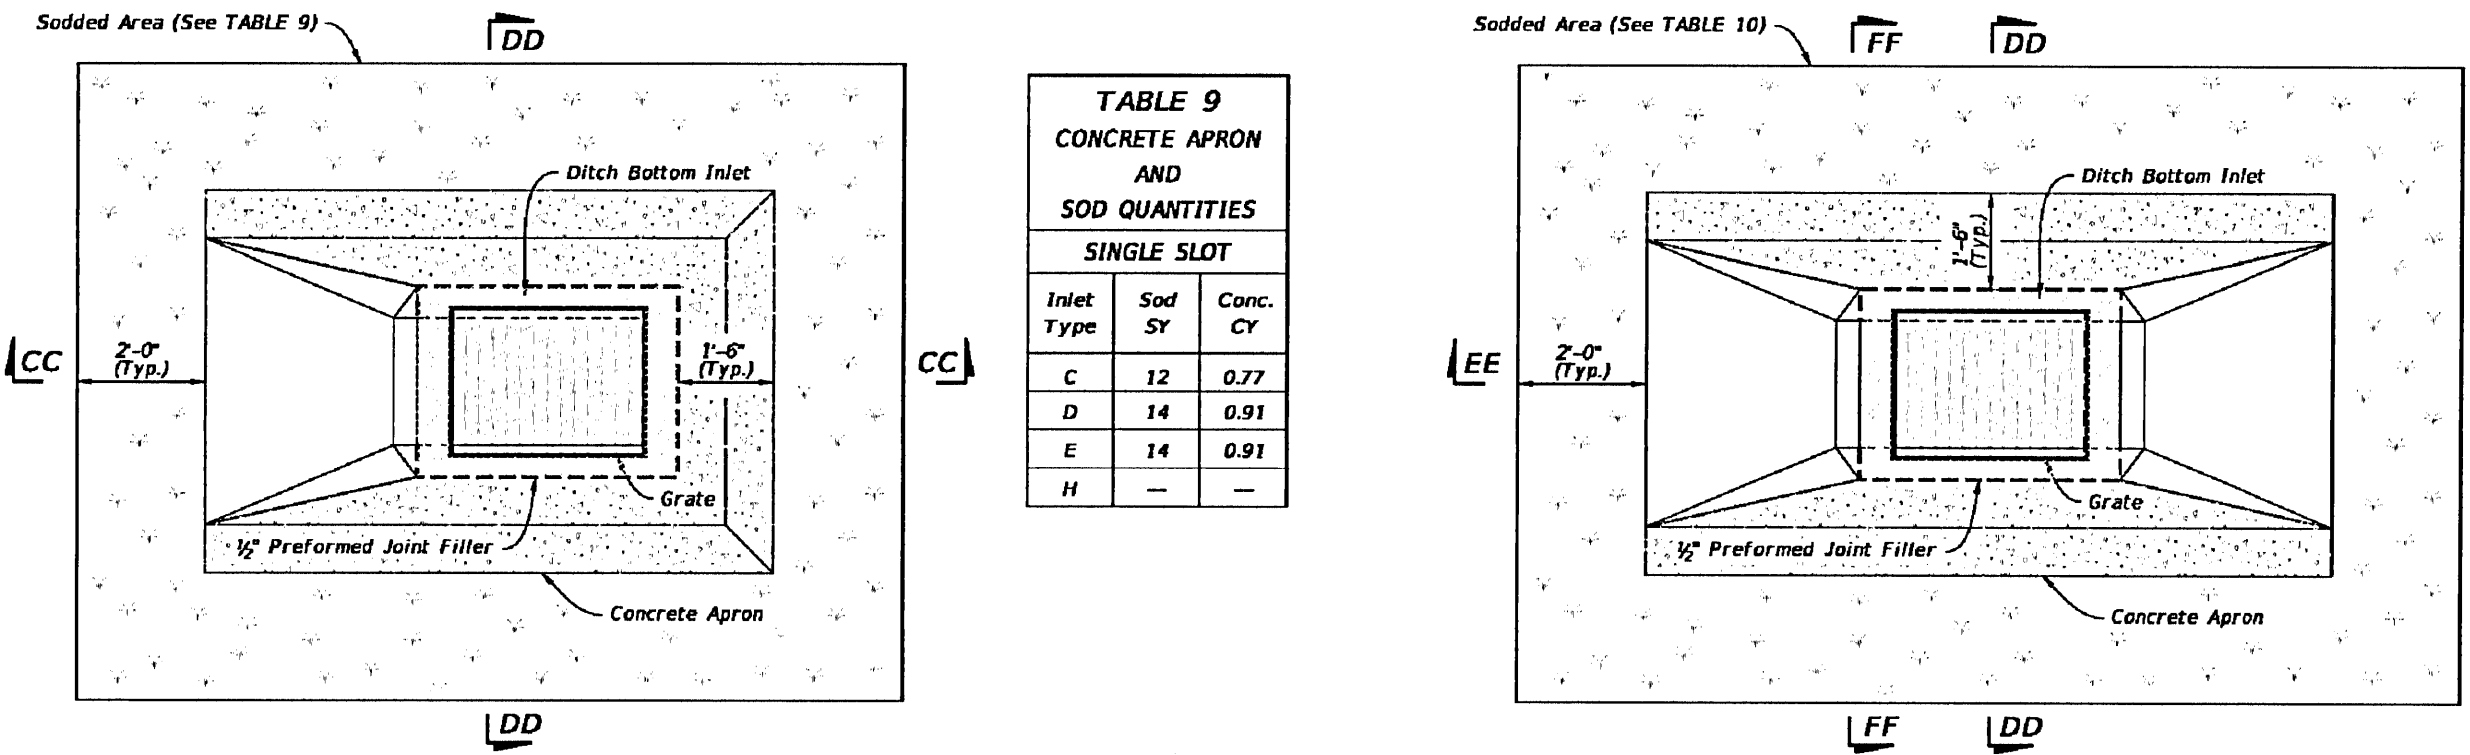 Sodded Area (See TABLE 9)
DD
Ditch Bottom Inlet
CC
2'-0"
(Typ.)
1'-6"
(Typ.)
CC
Grate
½" Preformed Joint Filler
Concrete Apron
DD
TABLE 9
CONCRETE APRON
AND
SOD QUANTITIES
SINGLE SLOT
Inlet Type Sod SY Conc. CY
C 12 0.77
D 14 0.91
E 14 0.91
H — —
Sodded Area (See TABLE 10)
FF DD
Ditch Bottom Inlet
1'-6"
(Typ.)
EE
2'-0"
(Typ.)
Grate
½" Preformed Joint Filler
Concrete Apron
FF DD